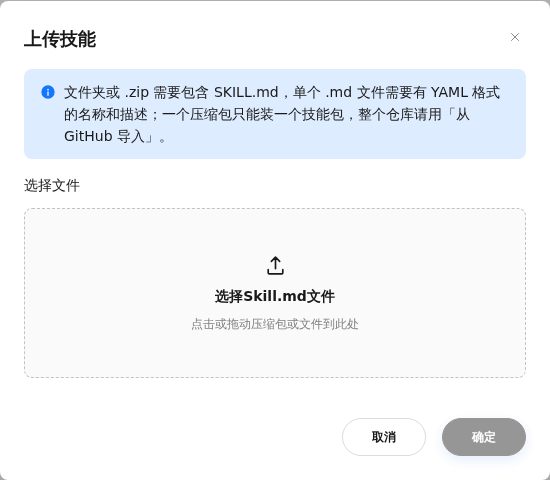 上传技能
文件夹或 .zip 需要包含 SKILL.md，单个 .md 文件需要有 YAML 格式
的名称和描述；一个压缩包只能装一个技能包，整个仓库请用「从
GitHub 导入」。
选择文件
选择Skill.md文件
点击或拖动压缩包或文件到此处
取消
确定